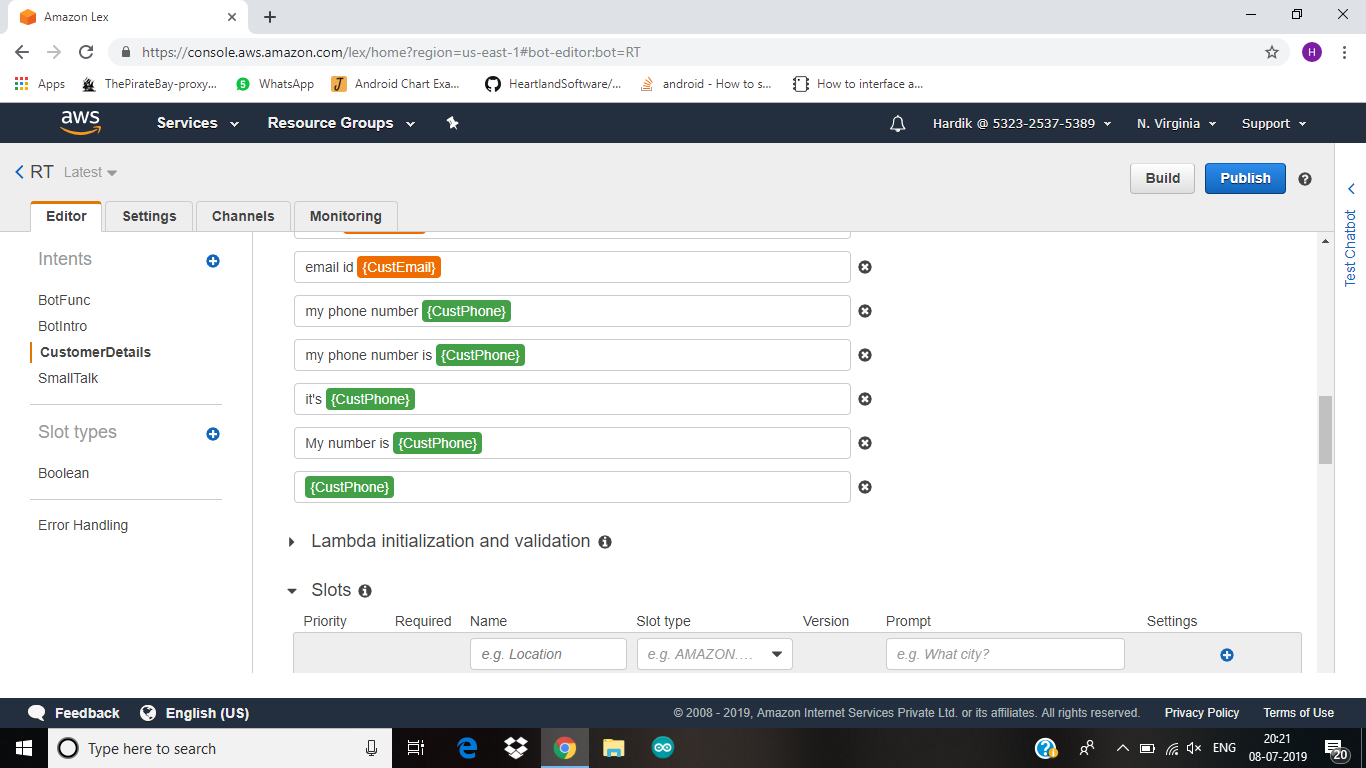 Amazon Lex
https://console.aws.amazon.com/lex/home?region=us-east-1#bot-editor:bot=RT
H
Apps ThePirateBay-proxy... 5 WhatsApp J Android Chart Exa... HeartlandSoftware/... android - How to s... How to interface a...
aws Services Resource Groups Hardik @ 5323-2537-5389 N. Virginia Support
RT Latest
Build Publish
Editor Settings Channels Monitoring
Test Chatbot
Intents
BotFunc
BotIntro
CustomerDetails
SmallTalk
Slot types
Boolean
Error Handling
email id {CustEmail}
my phone number {CustPhone}
my phone number is {CustPhone}
it's {CustPhone}
My number is {CustPhone}
{CustPhone}
Lambda initialization and validation
Slots
Priority Required Name Slot type Version Prompt Settings
e.g. Location e.g. AMAZON.... e.g. What city?
Feedback English (US) © 2008 - 2019, Amazon Internet Services Private Ltd. or its affiliates. All rights reserved. Privacy Policy Terms of Use
Type here to search
ENG
20:21
08-07-2019
20